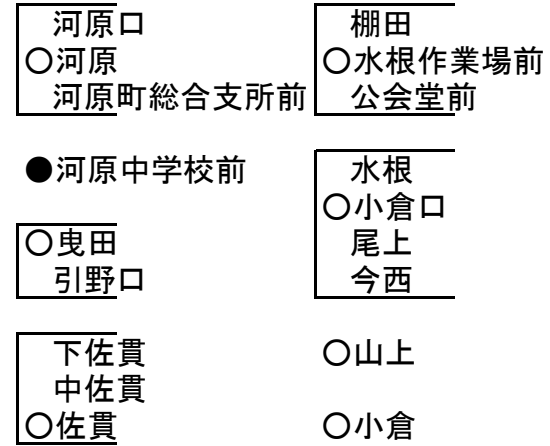 河原口
○河原
河原町総合支所前
●河原中学校前
○曳田
引野口
下佐貫
中佐貫
○佐貫
棚田
○水根作業場前
公会堂前
水根
○小倉口
尾上
今西
○山上
○小倉